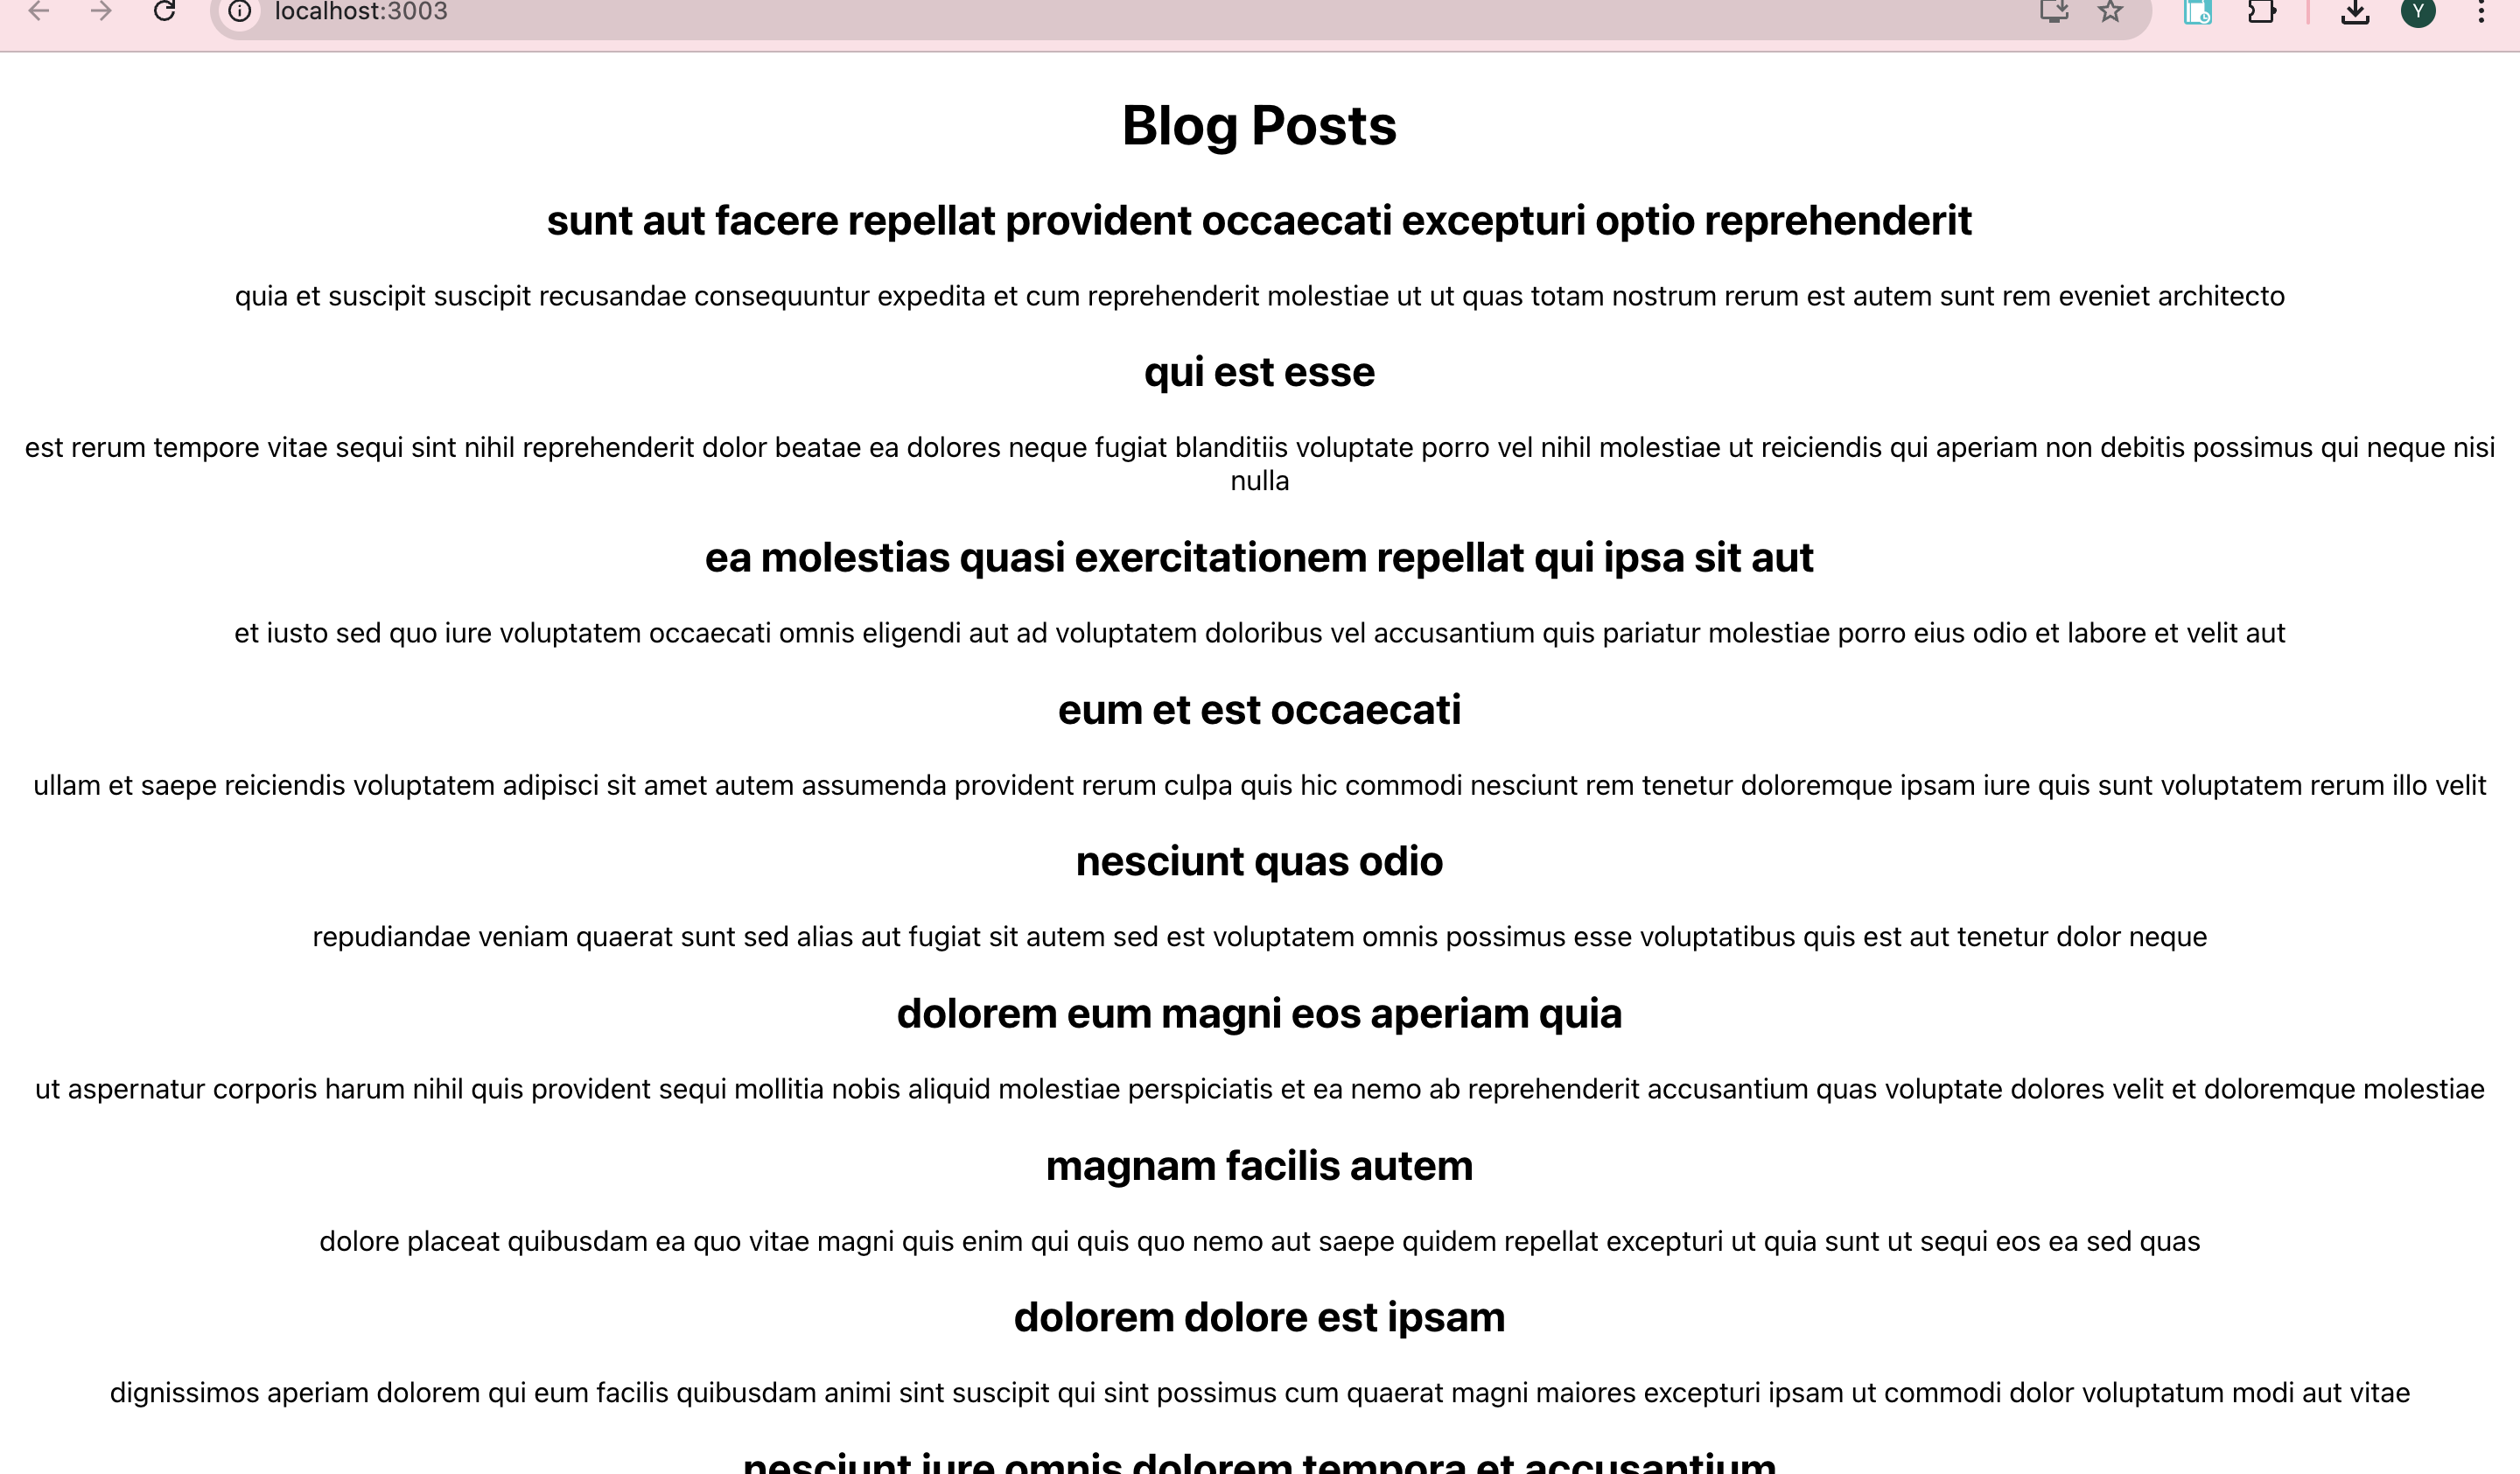 localhost:3003
Y
Blog Posts
sunt aut facere repellat provident occaecati excepturi optio reprehenderit
quia et suscipit suscipit recusandae consequuntur expedita et cum reprehenderit molestiae ut ut quas totam nostrum rerum est autem sunt rem eveniet architecto
qui est esse
est rerum tempore vitae sequi sint nihil reprehenderit dolor beatae ea dolores neque fugiat blanditiis voluptate porro vel nihil molestiae ut reiciendis qui aperiam non debitis possimus qui neque nisi
nulla
ea molestias quasi exercitationem repellat qui ipsa sit aut
et iusto sed quo iure voluptatem occaecati omnis eligendi aut ad voluptatem doloribus vel accusantium quis pariatur molestiae porro eius odio et labore et velit aut
eum et est occaecati
ullam et saepe reiciendis voluptatem adipisci sit amet autem assumenda provident rerum culpa quis hic commodi nesciunt rem tenetur doloremque ipsam iure quis sunt voluptatem rerum illo velit
nesciunt quas odio
repudiandae veniam quaerat sunt sed alias aut fugiat sit autem sed est voluptatem omnis possimus esse voluptatibus quis est aut tenetur dolor neque
dolorem eum magni eos aperiam quia
ut aspernatur corporis harum nihil quis provident sequi mollitia nobis aliquid molestiae perspiciatis et ea nemo ab reprehenderit accusantium quas voluptate dolores velit et doloremque molestiae
magnam facilis autem
dolore placeat quibusdam ea quo vitae magni quis enim qui quis quo nemo aut saepe quidem repellat excepturi ut quia sunt ut sequi eos ea sed quas
dolorem dolore est ipsam
dignissimos aperiam dolorem qui eum facilis quibusdam animi sint suscipit qui sint possimus cum quaerat magni maiores excepturi ipsam ut commodi dolor voluptatum modi aut vitae
nesciunt iure omnis dolorem tempora et accusantium